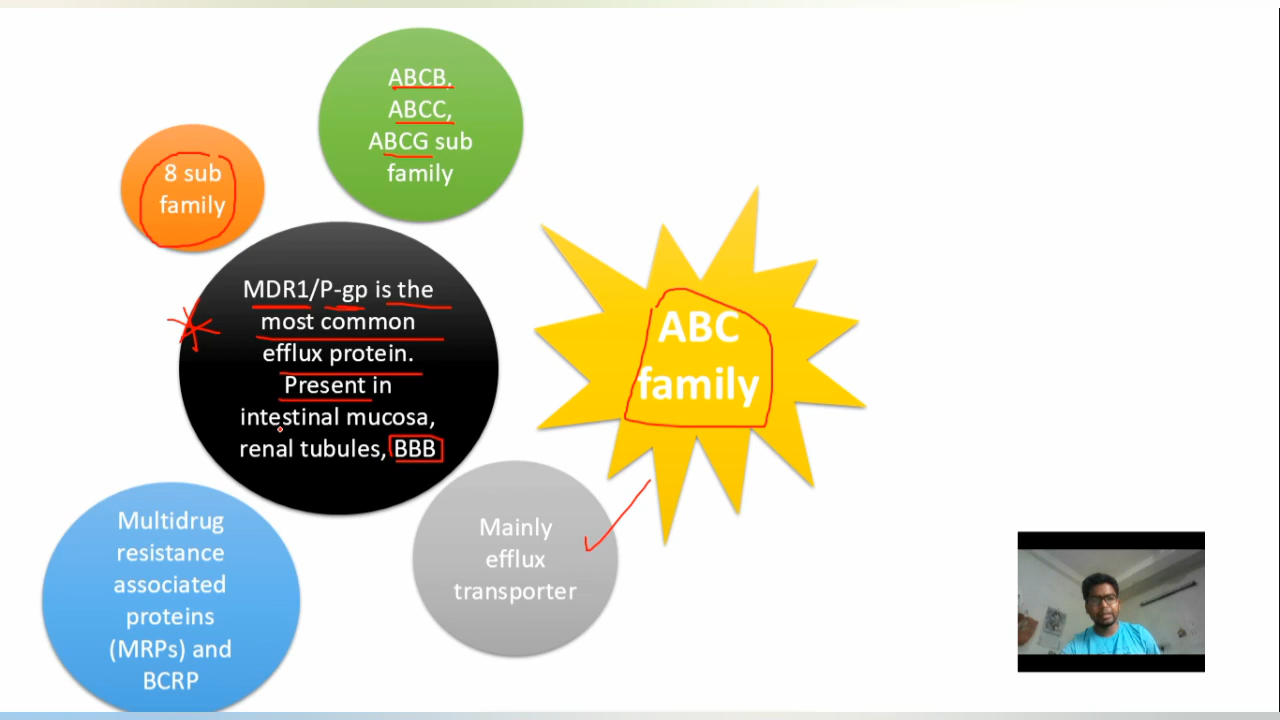 ABCB.
ABCC,
ABCG sub
family
8 sub
family
MDR1/P-gp is the
most common
efflux protein.
Present in
intestinal mucosa,
renal tubules, BBB
ABC
family
Mainly
efflux
transporter
Multidrug
resistance
associated
proteins
(MRPs) and
BCRP